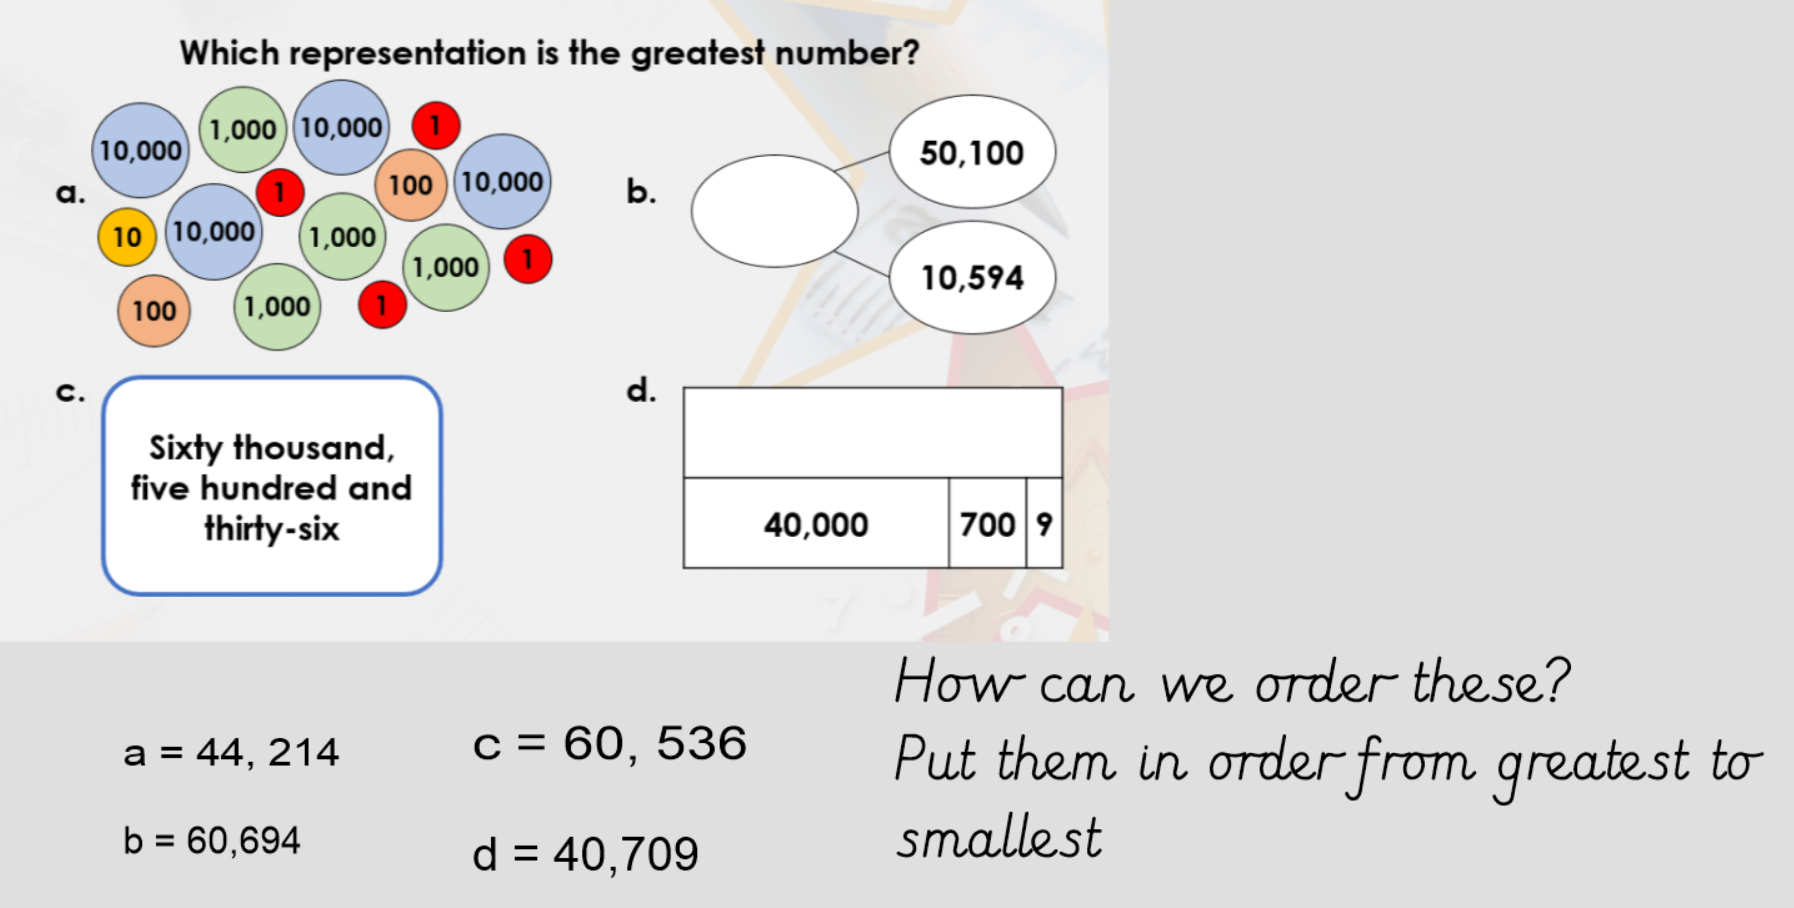 Which representation is the greatest number?
a.
10,000
1,000
10,000
1
10,000
100
1
10
10,000
1,000
1,000
1
100
1,000
1
b.
50,100
10,594
c.
Sixty thousand,
five hundred and
thirty-six
d.
40,000 700 9
a = 44, 214
c = 60, 536
b = 60,694
d = 40,709
How can we order these?
Put them in order from greatest to
smallest